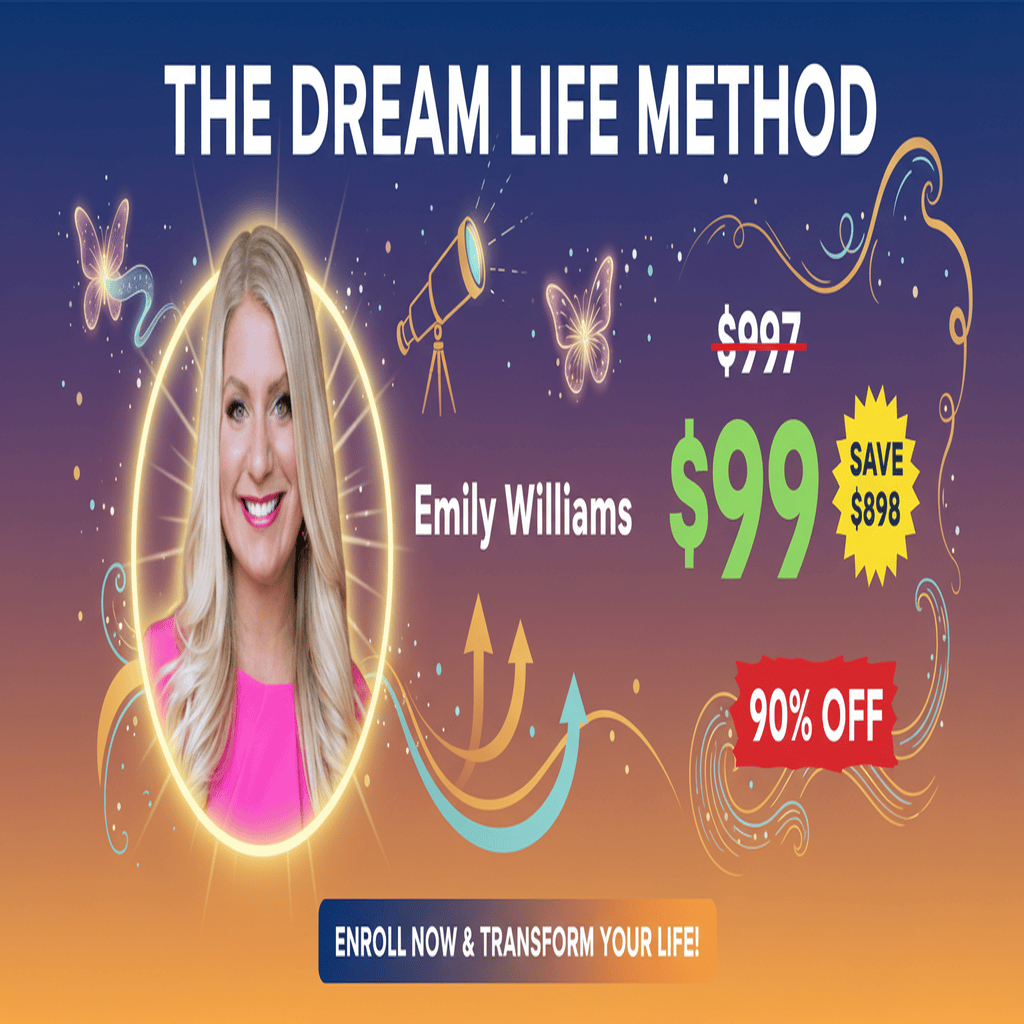 THE DREAM LIFE METHOD
$997
Emily Williams
$99
SAVE
$898
90% OFF
ENROLL NOW & TRANSFORM YOUR LIFE!